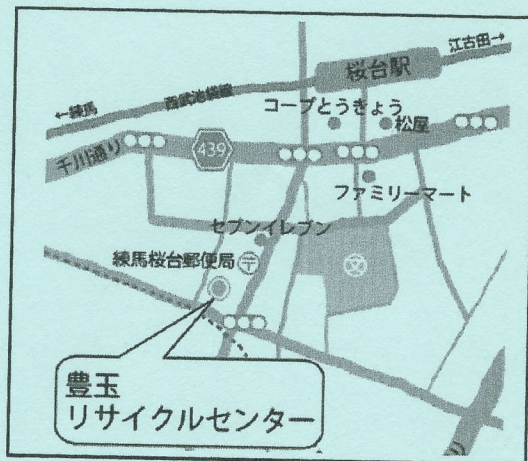 江古田→
桜台駅
←練馬
西武池袋線
コープとうきょう
松屋
千川通り
439
ファミリーマート
セブンイレブン
練馬桜台郵便局
〒
文
豊玉
リサイクルセンター
り